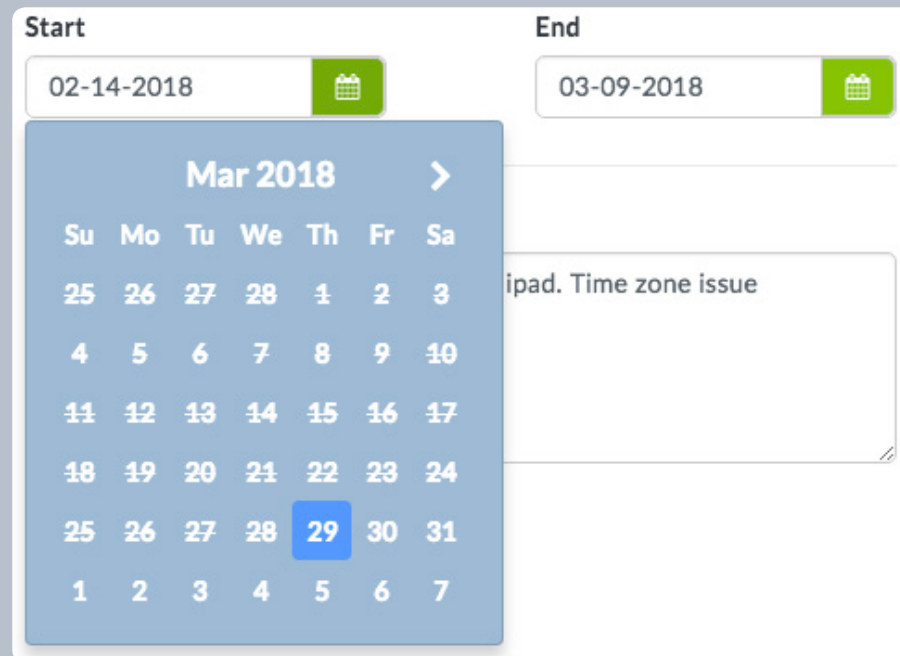 Start End
02-14-2018 03-09-2018
Mar 2018
Su Mo Tu We Th Fr Sa
25 26 27 28 1 2 3
ipad. Time zone issue
4 5 6 7 8 9 10
11 12 13 14 15 16 17
18 19 20 21 22 23 24
25 26 27 28 29 30 31
1 2 3 4 5 6 7